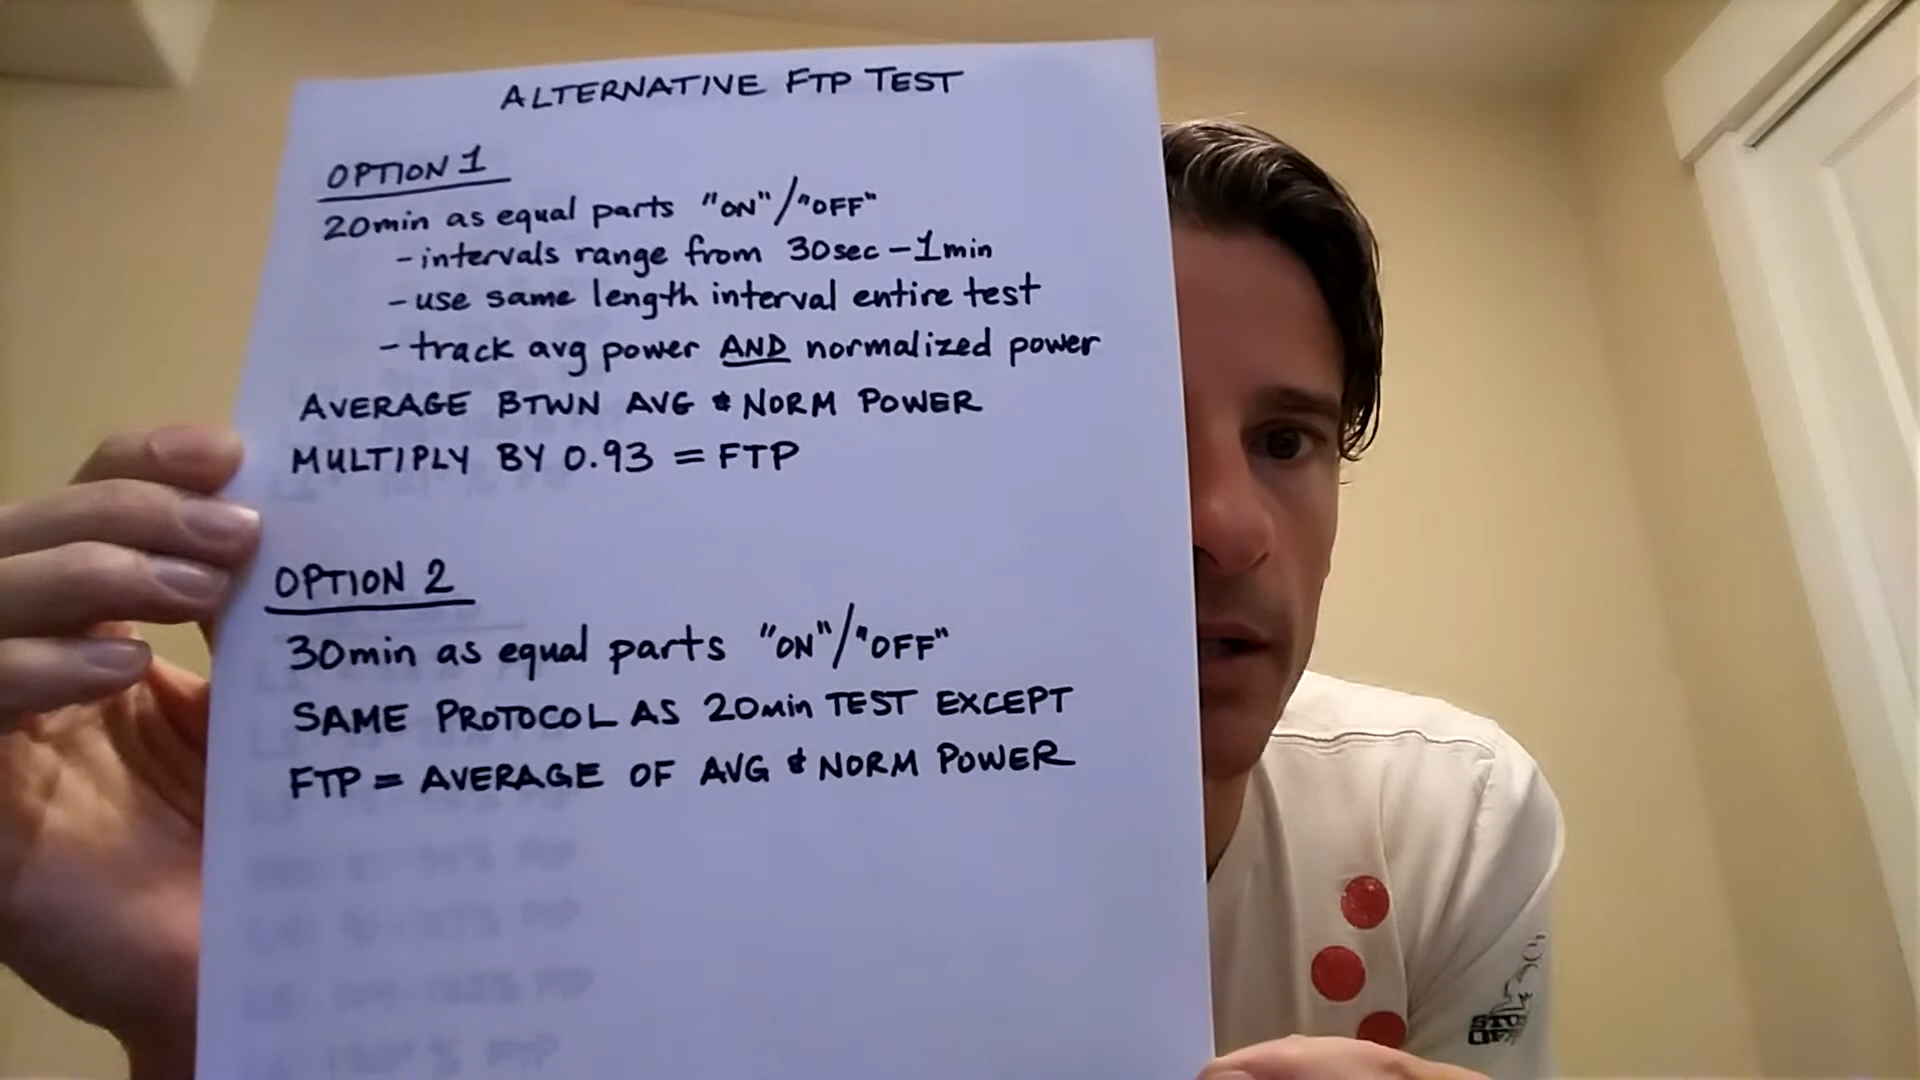 ALTERNATIVE FTP TEST
OPTION 1
20min as equal parts "ON"/"OFF"
- intervals range from 30sec - 1min
- use same length interval entire test
- track avg power AND normalized power
AVERAGE BTWN AVG & NORM POWER
MULTIPLY BY 0.93 = FTP
OPTION 2
30min as equal parts "ON"/"OFF"
SAME PROTOCOL AS 20min TEST EXCEPT
FTP = AVERAGE OF AVG & NORM POWER